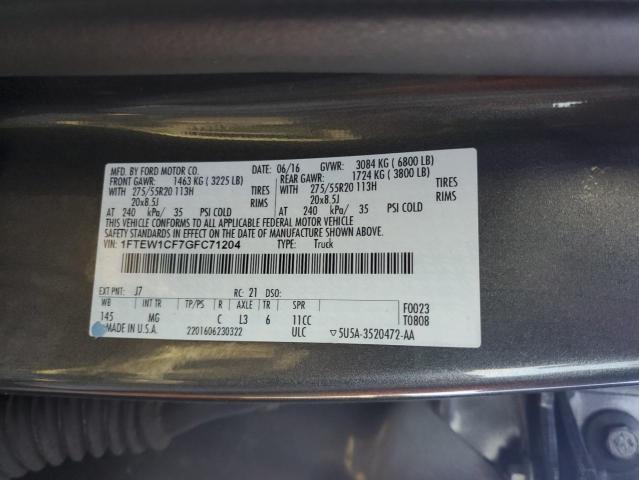 MFD. BY FORD MOTOR CO. DATE: 06/16 GVWR: 3084 KG ( 6800 LB)
FRONT GAWR: 1463 KG ( 3225 LB) REAR GAWR: 1724 KG ( 3800 LB)
WITH 275/55R20 113H TIRES WITH 275/55R20 113H TIRES
20x8.5J RIMS 20x8.5J RIMS
AT 240 kPa/ 35 PSI COLD AT 240 kPa/ 35 PSI COLD
THIS VEHICLE CONFORMS TO ALL APPLICABLE FEDERAL MOTOR VEHICLE
SAFETY STANDARDS IN EFFECT ON THE DATE OF MANUFACTURE SHOWN ABOVE.
VIN: 1FTEW1CF7GFC71204 TYPE: Truck
EXT PNT: J7 RC: 21 DSO:
WB INT TR TP/PS R AXLE TR SPR F0023
145 MG C L3 6 11CC T0808
MADE IN U.S.A. 2201606230322 ULC ▽5U5A-3520472-AA